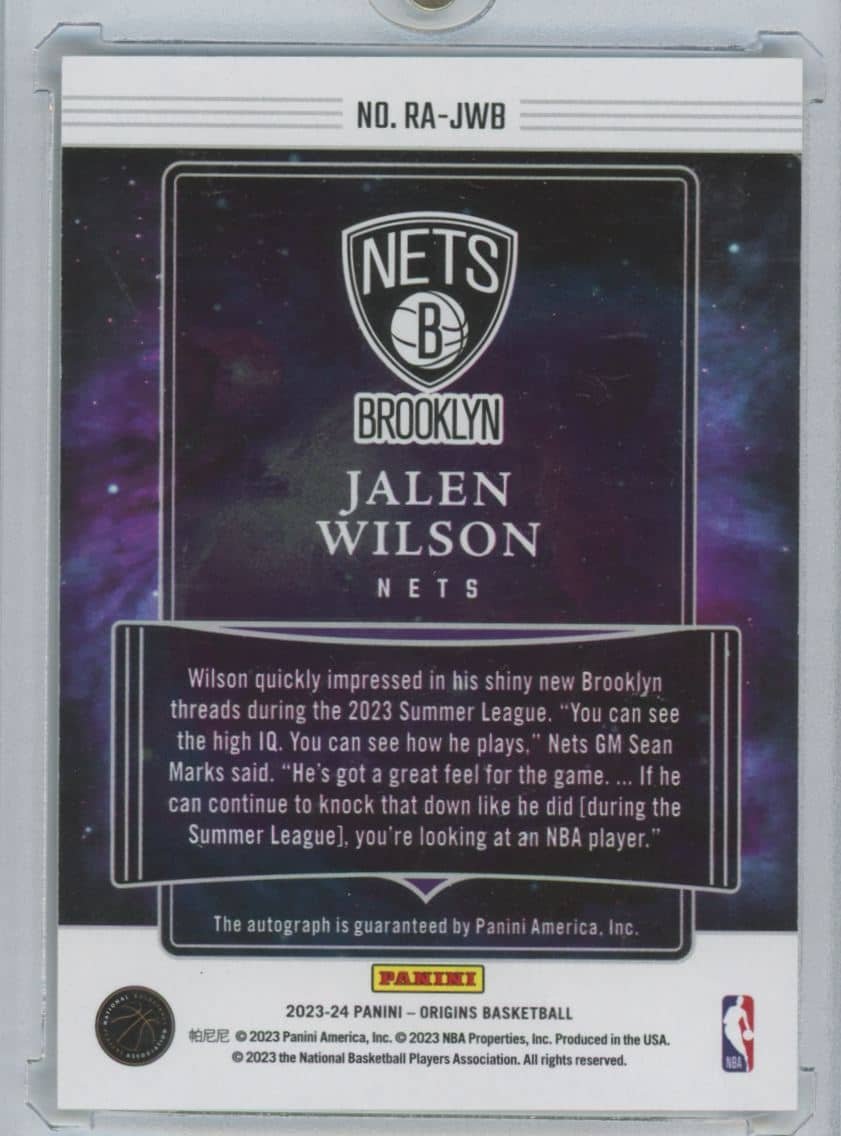 NO. RA-JWB
NETS
B
BROOKLYN
JALEN
WILSON
NETS
Wilson quickly impressed in his shiny new Brooklyn
threads during the 2023 Summer League. “You can see
the high IQ. You can see how he plays,” Nets GM Sean
Marks said. “He’s got a great feel for the game. ... If he
can continue to knock that down like he did [during the
Summer League], you’re looking at an NBA player.”
The autograph is guaranteed by Panini America, Inc.
PANINI
2023-24 PANINI – ORIGINS BASKETBALL
帕尼尼 © 2023 Panini America, Inc. © 2023 NBA Properties, Inc. Produced in the USA.
© 2023 the National Basketball Players Association. All rights reserved.
NATIONAL BASKETBALL PLAYERS ASSOCIATION
NBA